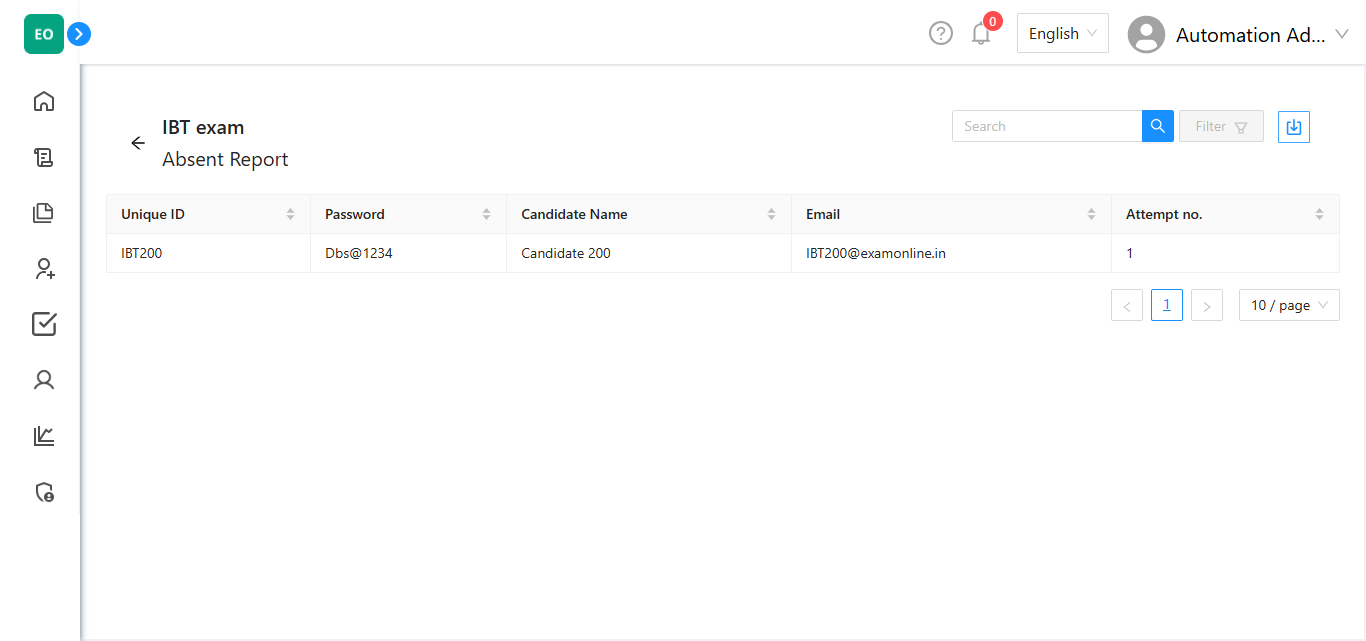 EO
0
English
Automation Ad...
IBT exam
Absent Report
Search
Filter
Unique ID Password Candidate Name Email Attempt no.
IBT200 Dbs@1234 Candidate 200 IBT200@examonline.in 1
< 1 > 10 / page